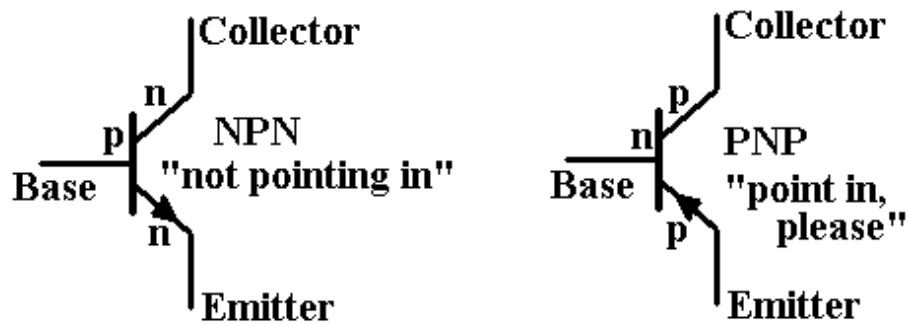 Collector
n
p
NPN
"not pointing in"
Base
n
Emitter
Collector
p
n
PNP
"point in,
please"
Base
p
Emitter